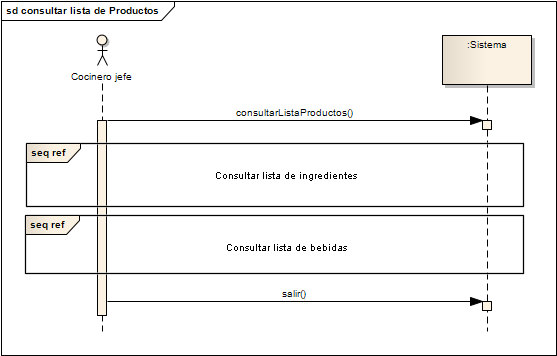 sd consultar lista de Productos
:Sistema
Cocinero jefe
consultarListaProductos()
seq ref
Consultar lista de ingredientes
seq ref
Consultar lista de bebidas
salir()